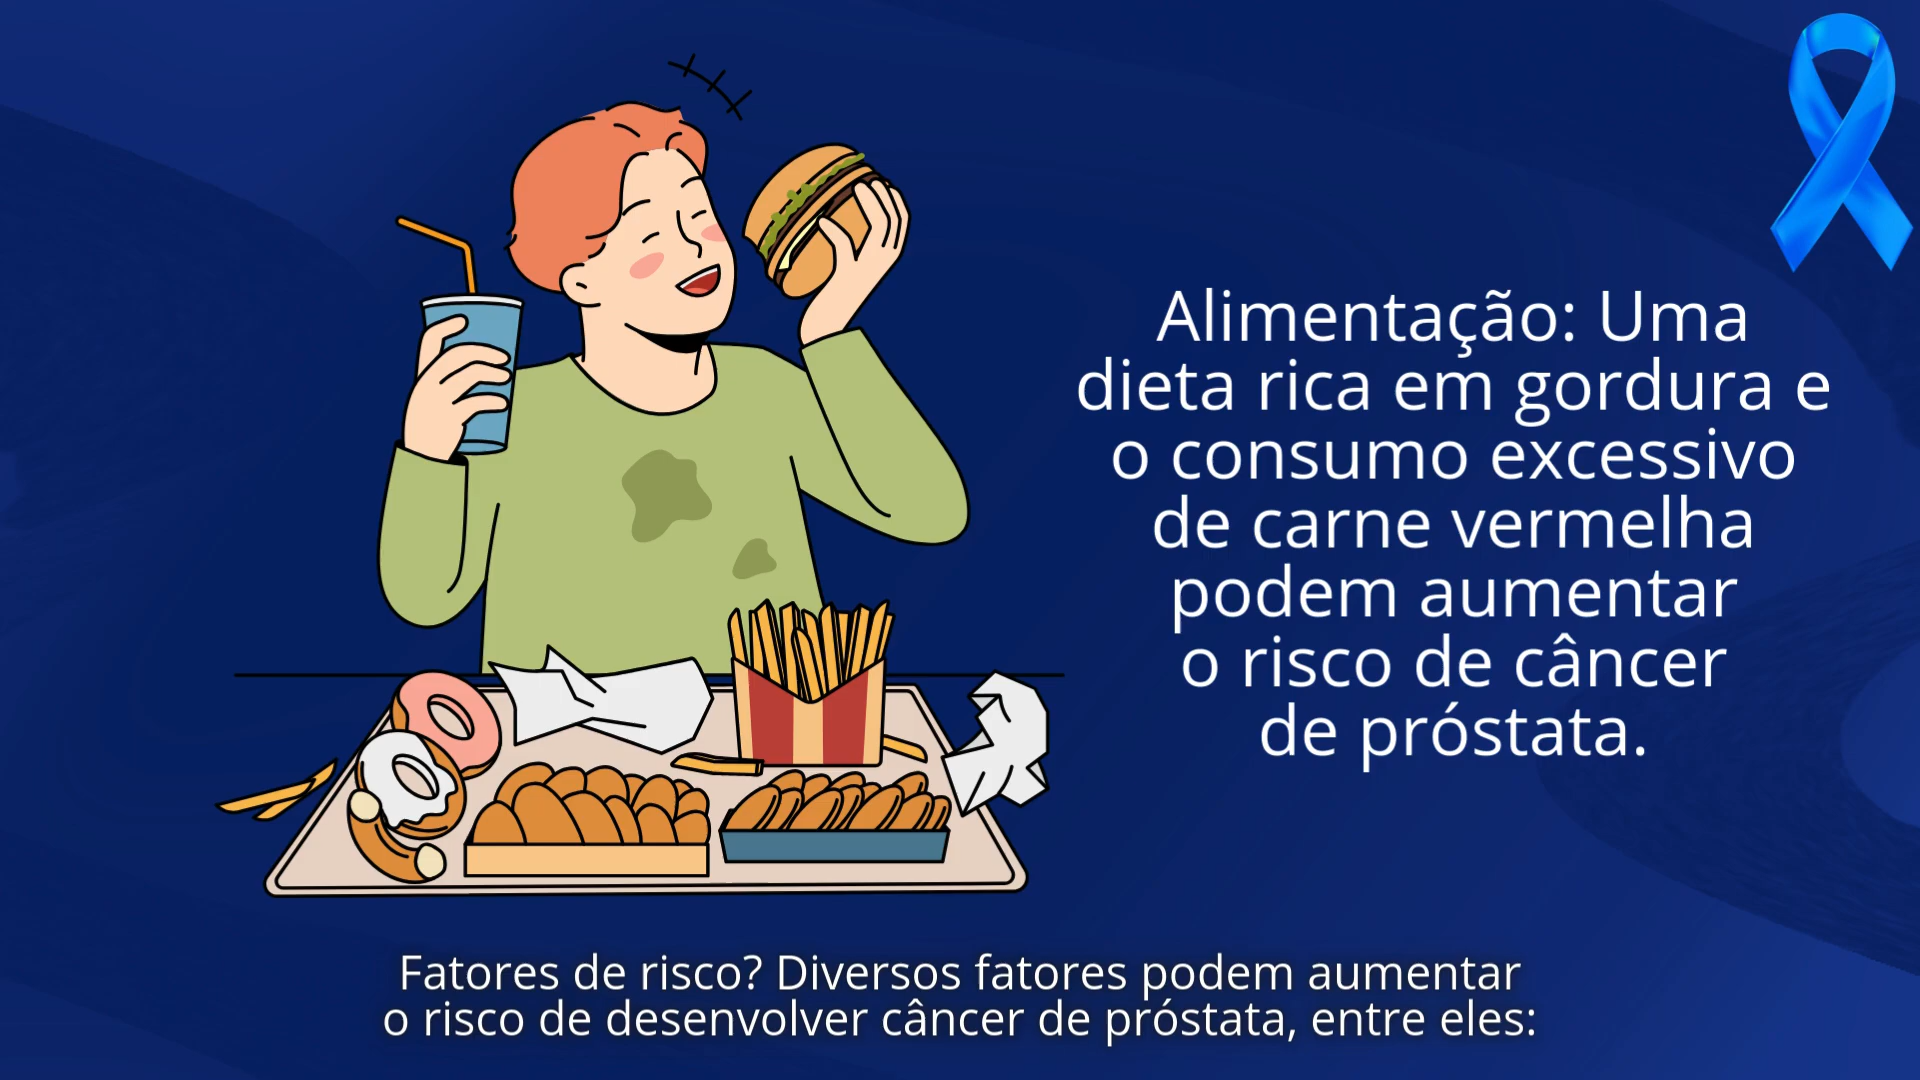 Alimentação: Uma
dieta rica em gordura e
o consumo excessivo
de carne vermelha
podem aumentar
o risco de câncer
de próstata.
Fatores de risco? Diversos fatores podem aumentar
o risco de desenvolver câncer de próstata, entre eles: